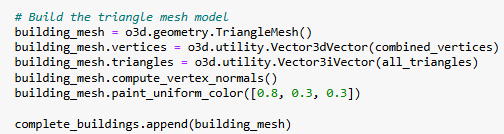 # Build the triangle mesh model
building_mesh = o3d.geometry.TriangleMesh()
building_mesh.vertices = o3d.utility.Vector3dVector(combined_vertices)
building_mesh.triangles = o3d.utility.Vector3iVector(all_triangles)
building_mesh.compute_vertex_normals()
building_mesh.paint_uniform_color([0.8, 0.3, 0.3])
complete_buildings.append(building_mesh)